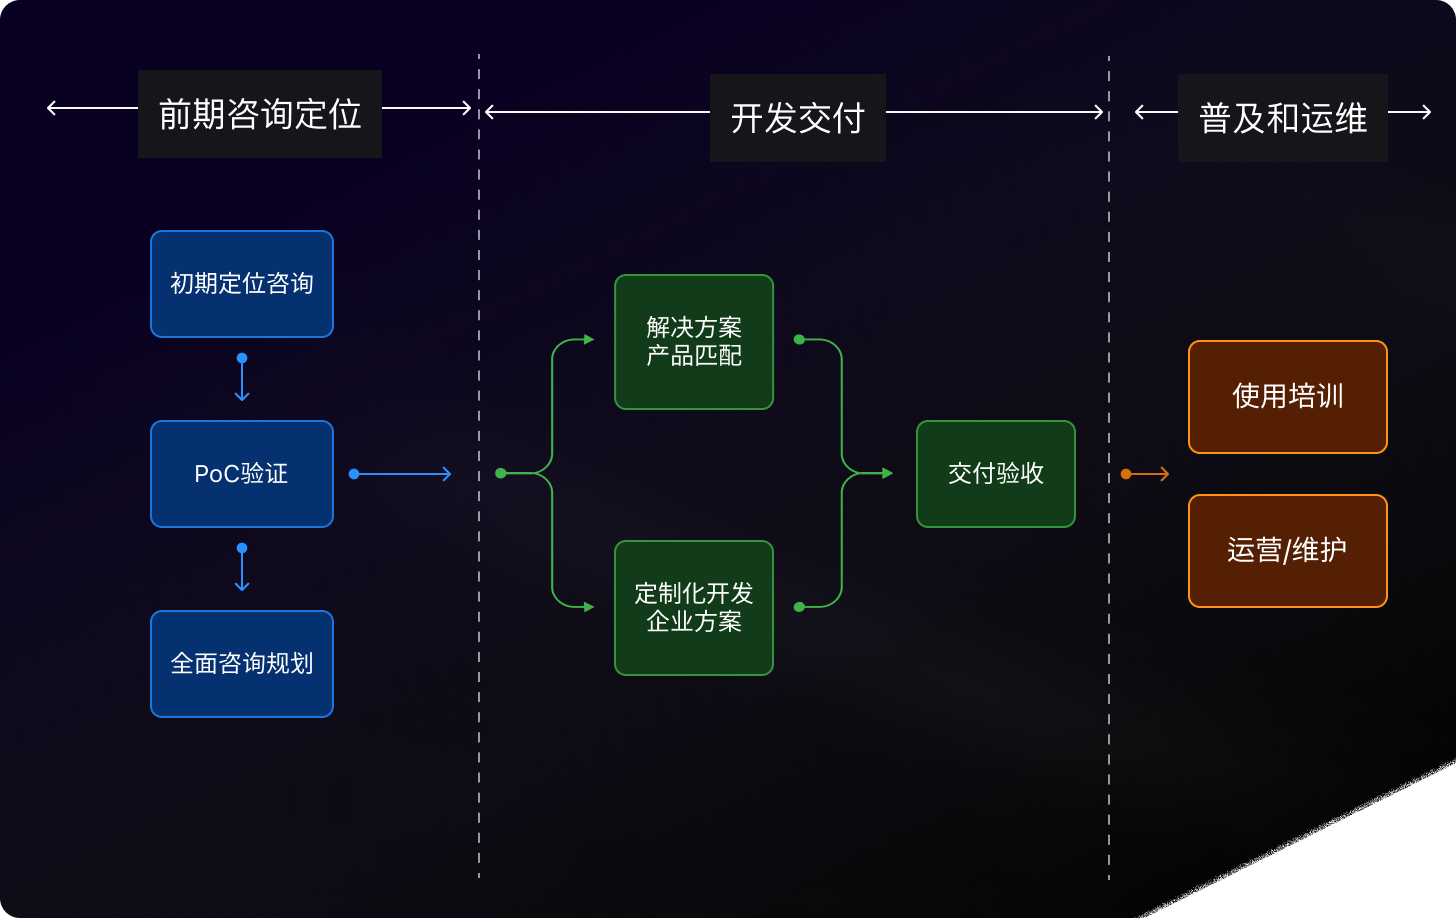 前期咨询定位
开发交付
普及和运维
初期定位咨询
PoC验证
全面咨询规划
解决方案
产品匹配
定制化开发
企业方案
交付验收
使用培训
运营/维护